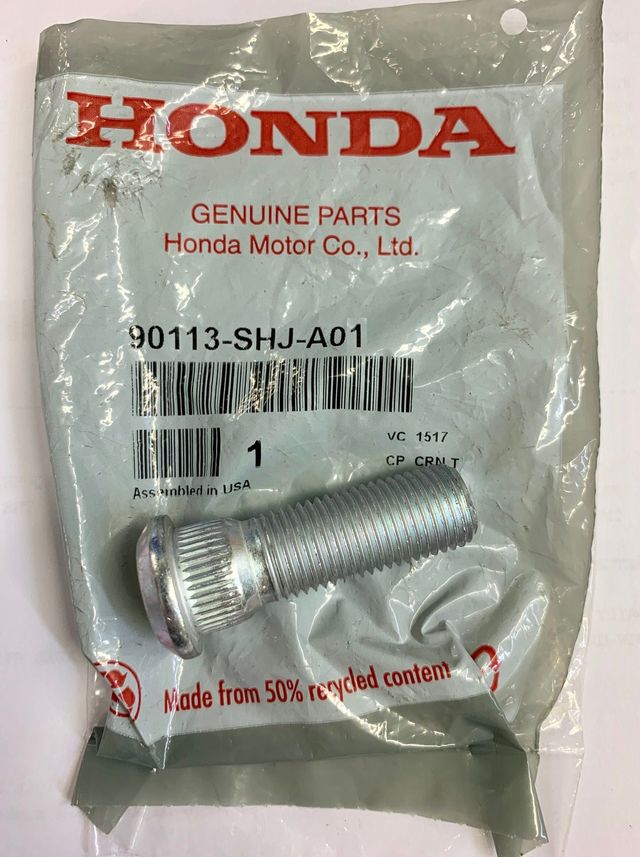 HONDA
GENUINE PARTS
Honda Motor Co., Ltd.
90113-SHJ-A01
1
VC 1517
CP CRN T
Assembled in USA
Made from 50% recycled content